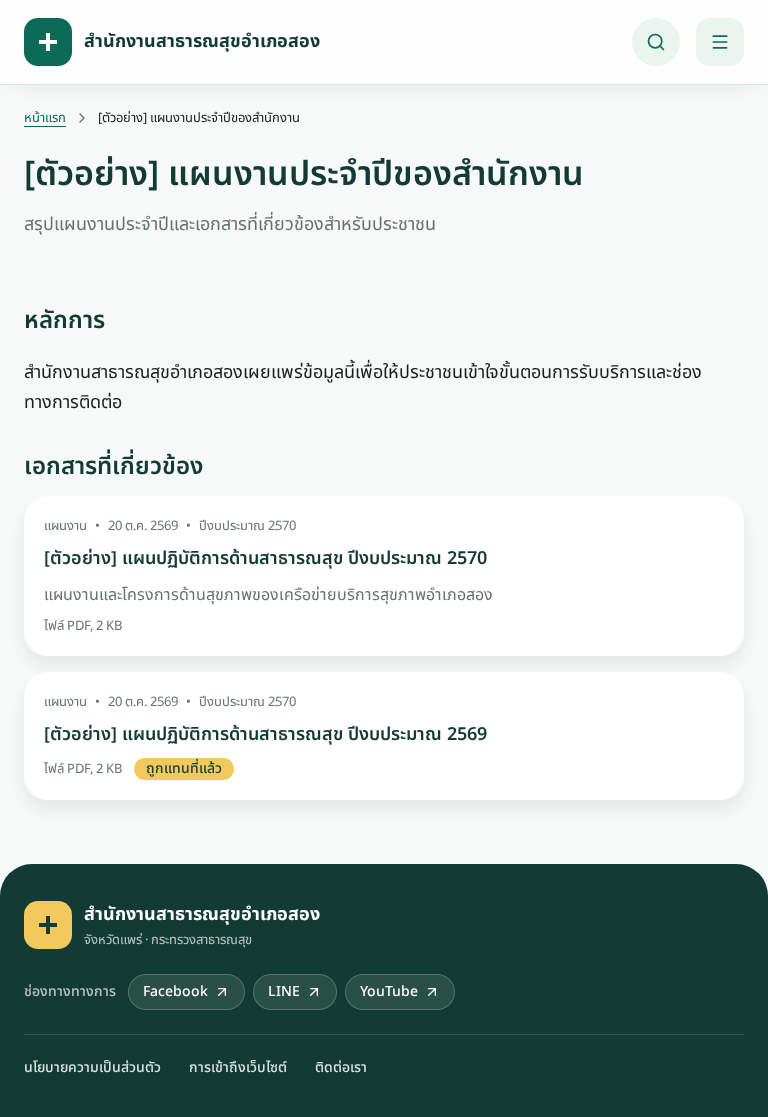 สำนักงานสาธารณสุขอำเภอสอง
หน้าแรก
[ตัวอย่าง] แผนงานประจำปีของสำนักงาน
[ตัวอย่าง] แผนงานประจำปีของสำนักงาน
สรุปแผนงานประจำปีและเอกสารที่เกี่ยวข้องสำหรับประชาชน
หลักการ
สำนักงานสาธารณสุขอำเภอสองเผยแพร่ข้อมูลนี้เพื่อให้ประชาชนเข้าใจขั้นตอนการรับบริการและช่อง
ทางการติดต่อ
เอกสารที่เกี่ยวข้อง
แผนงาน • 20 ต.ค. 2569 • ปีงบประมาณ 2570
[ตัวอย่าง] แผนปฏิบัติการด้านสาธารณสุข ปีงบประมาณ 2570
แผนงานและโครงการด้านสุขภาพของเครือข่ายบริการสุขภาพอำเภอสอง
ไฟล์ PDF, 2 KB
แผนงาน • 20 ต.ค. 2569 • ปีงบประมาณ 2570
[ตัวอย่าง] แผนปฏิบัติการด้านสาธารณสุข ปีงบประมาณ 2569
ไฟล์ PDF, 2 KB ถูกแทนที่แล้ว
สำนักงานสาธารณสุขอำเภอสอง
จังหวัดแพร่ · กระทรวงสาธารณสุข
ช่องทางทางการ Facebook LINE YouTube
นโยบายความเป็นส่วนตัว การเข้าถึงเว็บไซต์ ติดต่อเรา